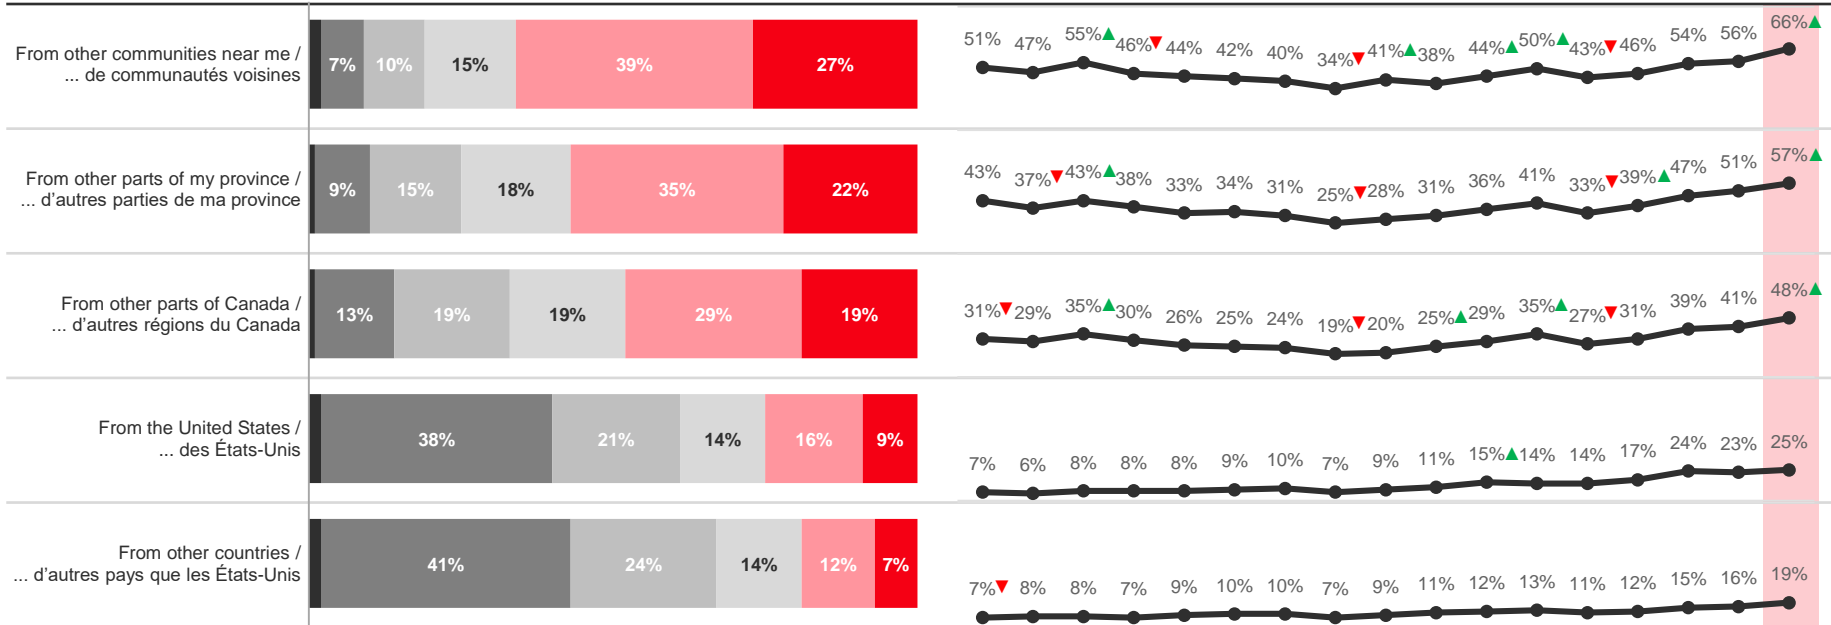 From other communities near me /
... de communautés voisines
7% 10% 15% 39% 27%
51% 47% 55%▲ 46%▼ 44% 42% 40% 34%▼ 41%▲ 38% 44%▲ 50%▲ 43%▼ 46% 54% 56% 66%▲
From other parts of my province /
... d'autres parties de ma province
9% 15% 18% 35% 22%
43% 37%▼ 43%▲ 38% 33% 34% 31% 25%▼ 28% 31% 36% 41% 33%▼ 39%▲ 47% 51% 57%▲
From other parts of Canada /
... d'autres régions du Canada
13% 19% 19% 29% 19%
31%▼ 29% 35%▲ 30% 26% 25% 24% 19%▼ 20% 25%▲ 29% 35%▲ 27%▼ 31% 39% 41% 48%▲
From the United States /
... des États-Unis
38% 21% 14% 16% 9%
7% 6% 8% 8% 8% 9% 10% 7% 9% 11% 15%▲ 14% 14% 17% 24% 23% 25%
From other countries /
... d'autres pays que les États-Unis
41% 24% 14% 12% 7%
7%▼ 8% 8% 7% 9% 10% 10% 7% 9% 11% 12% 13% 11% 12% 15% 16% 19%